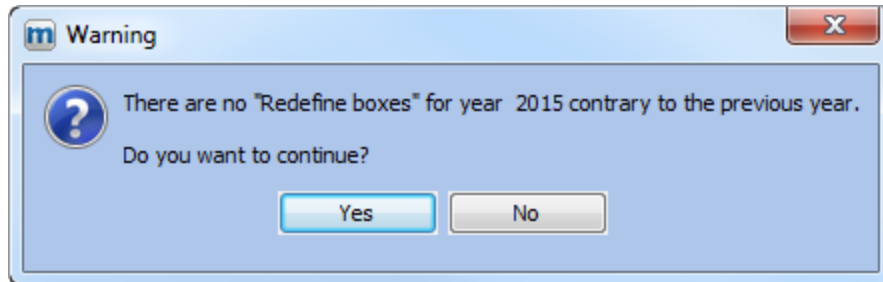 m Warning
There are no "Redefine boxes" for year  2015 contrary to the previous year.
Do you want to continue?
Yes No